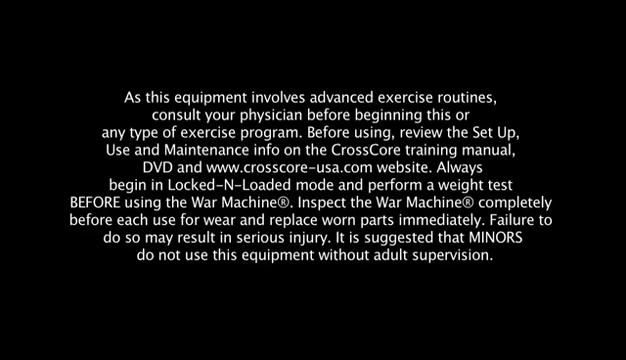 As this equipment involves advanced exercise routines,
consult your physician before beginning this or
any type of exercise program. Before using, review the Set Up,
Use and Maintenance info on the CrossCore training manual,
DVD and www.crosscore-usa.com website. Always
begin in Locked-N-Loaded mode and perform a weight test
BEFORE using the War Machine®. Inspect the War Machine® completely
before each use for wear and replace worn parts immediately. Failure to
do so may result in serious injury. It is suggested that MINORS
do not use this equipment without adult supervision.